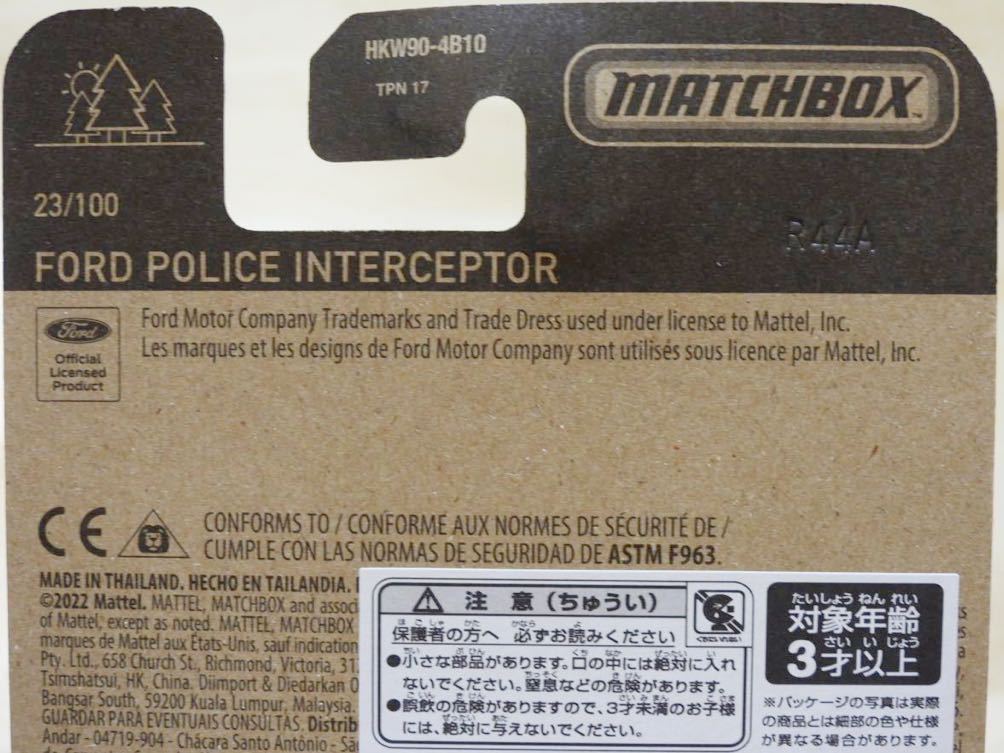 HKW90-4B10
TPN 17
MATCHBOX
23/100
R44A
FORD POLICE INTERCEPTOR
Ford
Official
Licensed
Product
Ford Motor Company Trademarks and Trade Dress used under license to Mattel, Inc.
Les marques et les designs de Ford Motor Company sont utilisés sous licence par Mattel, Inc.
CE
CONFORMS TO / CONFORME AUX NORMES DE SÉCURITÉ DE /
CUMPLE CON LAS NORMAS DE SEGURIDAD DE ASTM F963.
MADE IN THAILAND. HECHO EN TAILANDIA.
©2022 Mattel. MATTEL, MATCHBOX and associ
of Mattel, except as noted. MATTEL, MATCHBOX
marques de Mattel aux États-Unis, sauf indication
Pty. Ltd., 658 Church St., Richmond, Victoria, 31
Tsimshatsui, HK, China. Diimport & Diedarkan O
Bangsar South, 59200 Kuala Lumpur, Malaysia.
GUARDAR PARA EVENTUAIS CONSULTAS. Distrib
Andar - 04719-904 - Chácara Santo Antônio - Sã
注 意 (ちゅうい)
保護者の方へ 必ずお読みください
●小さな部品があります。口の中には絶対に入れ
ないでください。窒息などの危険があります。
●誤飲の危険がありますので、3才未満のお子様
には、絶対に与えないでください。
たいしょう ねん れい
対象年齢
さい い じょう
3才以上
※パッケージの写真は実際
の商品とは細部の色や仕様
が異なる場合があります。